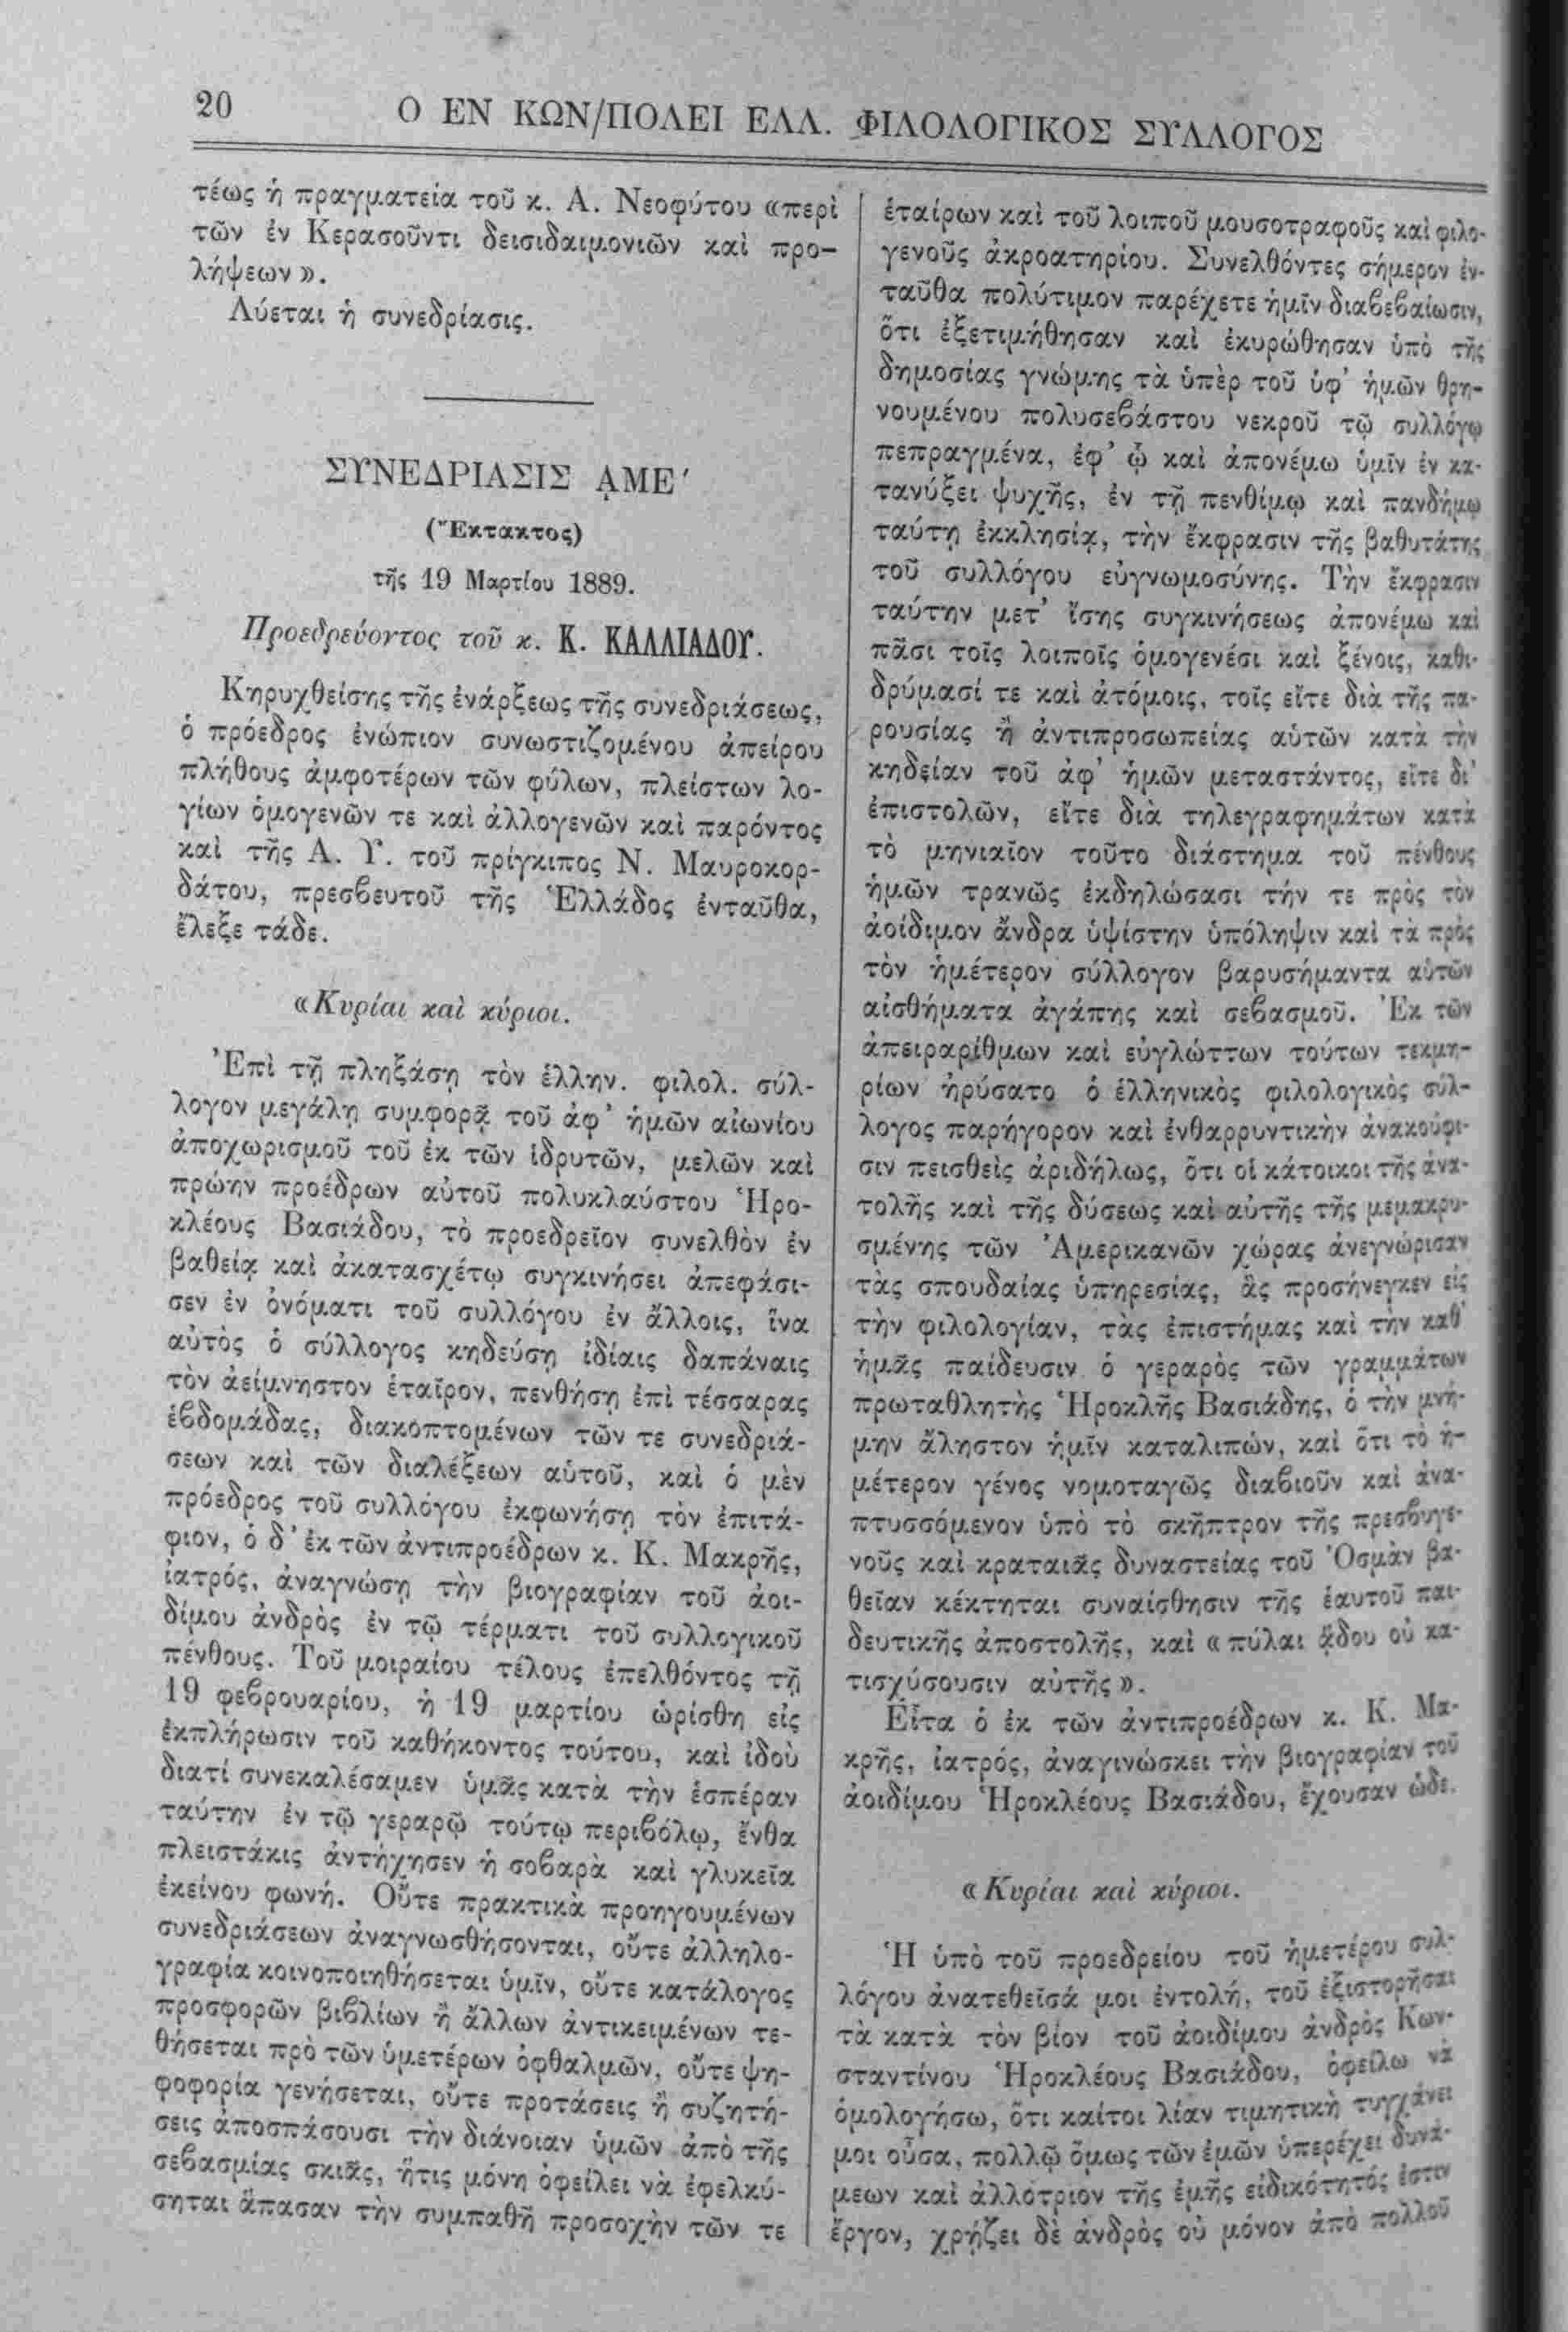 20
Ο ΕΝ ΚΩΝ/ΠΟΛΕΙ ΕΛΛ. ΦΙΛΟΛΟΓΙΚΟΣ ΣΥΛΛΟΓΟΣ
τέως ἡ πραγματεία τοῦ κ. Α. Νεοφύτου «περὶ
τῶν ἐν Κερασοῦντι δεισιδαιμονιῶν καὶ προ-
λήψεων».
Λύεται ἡ συνεδρίασις.
ΣΥΝΕΔΡΙΑΣΙΣ ͵ΑΜΕʹ
(Ἔκτακτος)
τῆς 19 Μαρτίου 1889.
Προεδρεύοντος τοῦ κ. Κ. ΚΑΛΛΙΑΔΟΥ.
Κηρυχθείσης τῆς ἐνάρξεως τῆς συνεδριάσεως,
ὁ πρόεδρος ἐνώπιον συνωστιζομένου ἀπείρου
πλήθους ἀμφοτέρων τῶν φύλων, πλείστων λο-
γίων ὁμογενῶν τε καὶ ἀλλογενῶν καὶ παρόντος
καὶ τῆς Α. Υ. τοῦ πρίγκιπος Ν. Μαυροκορ-
δάτου, πρεσβευτοῦ τῆς Ἑλλάδος ἐνταῦθα,
ἔλεξε τάδε.
«Κυρίαι καὶ κύριοι.
Ἐπὶ τῇ πληξάσῃ τὸν ἑλλην. φιλολ. σύλ-
λογον μεγάλῃ συμφορᾷ τοῦ ἀφ' ἡμῶν αἰωνίου
ἀποχωρισμοῦ τοῦ ἐκ τῶν ἱδρυτῶν, μελῶν καὶ
πρώην προέδρων αὐτοῦ πολυκλαύστου Ἡρο-
κλέους Βασιάδου, τὸ προεδρεῖον συνελθὸν ἐν
βαθείᾳ καὶ ἀκατασχέτῳ συγκινήσει ἀπεφάσι-
σεν ἐν ὀνόματι τοῦ συλλόγου ἐν ἄλλοις, ἵνα
αὐτὸς ὁ σύλλογος κηδεύσῃ ἰδίαις δαπάναις
τὸν ἀείμνηστον ἑταῖρον, πενθήσῃ ἐπὶ τέσσαρας
ἑβδομάδας, διακοπτομένων τῶν τε συνεδριά-
σεων καὶ τῶν διαλέξεων αὑτοῦ, καὶ ὁ μὲν
πρόεδρος τοῦ συλλόγου ἐκφωνήσῃ τὸν ἐπιτά-
φιον, ὁ δ' ἐκ τῶν ἀντιπροέδρων κ. Κ. Μακρῆς,
ἰατρός, ἀναγνώσῃ τὴν βιογραφίαν τοῦ ἀοι-
δίμου ἀνδρὸς ἐν τῷ τέρματι τοῦ συλλογικοῦ
πένθους. Τοῦ μοιραίου τέλους ἐπελθόντος τῇ
19 φεβρουαρίου, ἡ 19 μαρτίου ὡρίσθη εἰς
ἐκπλήρωσιν τοῦ καθήκοντος τούτου, καὶ ἰδοὺ
διατί συνεκαλέσαμεν ὑμᾶς κατὰ τὴν ἑσπέραν
ταύτην ἐν τῷ γεραρῷ τούτῳ περιβόλῳ, ἔνθα
πλειστάκις ἀντήχησεν ἡ σοβαρὰ καὶ γλυκεῖα
ἐκείνου φωνή. Οὔτε πρακτικὰ προηγουμένων
συνεδριάσεων ἀναγνωσθήσονται, οὔτε ἀλληλο-
γραφία κοινοποιηθήσεται ὑμῖν, οὔτε κατάλογος
προσφορῶν βιβλίων ἢ ἄλλων ἀντικειμένων τε-
θήσεται πρὸ τῶν ὑμετέρων ὀφθαλμῶν, οὔτε ψη-
φοφορία γενήσεται, οὔτε προτάσεις ἢ συζητή-
σεις ἀποσπάσουσι τὴν διάνοιαν ὑμῶν ἀπὸ τῆς
σεβασμίας σκιᾶς, ἥτις μόνη ὀφείλει νὰ ἐφελκύ-
σηται ἅπασαν τὴν συμπαθῆ προσοχὴν τῶν τε
ἑταίρων καὶ τοῦ λοιποῦ μουσοτραφοῦς καὶ φιλο-
γενοῦς ἀκροατηρίου. Συνελθόντες σήμερον ἐν-
ταῦθα πολύτιμον παρέχετε ἡμῖν διαβεβαίωσιν,
ὅτι ἐξετιμήθησαν καὶ ἐκυρώθησαν ὑπὸ τῆς
δημοσίας γνώμης τὰ ὑπὲρ τοῦ ὑφ' ἡμῶν θρη-
νουμένου πολυσεβάστου νεκροῦ τῷ συλλόγῳ
πεπραγμένα, ἐφ' ᾧ καὶ ἀπονέμω ὑμῖν ἐν κα-
τανύξει ψυχῆς, ἐν τῇ πενθίμῳ καὶ πανδήμῳ
ταύτῃ ἐκκλησίᾳ, τὴν ἔκφρασιν τῆς βαθυτάτης
τοῦ συλλόγου εὐγνωμοσύνης. Τὴν ἔκφρασιν
ταύτην μετ' ἴσης συγκινήσεως ἀπονέμω καὶ
πᾶσι τοῖς λοιποῖς ὁμογενέσι καὶ ξένοις, καθι-
δρύμασί τε καὶ ἀτόμοις, τοῖς εἴτε διὰ τῆς πα-
ρουσίας ἢ ἀντιπροσωπείας αὑτῶν κατὰ τὴν
κηδείαν τοῦ ἀφ' ἡμῶν μεταστάντος, εἴτε δι'
ἐπιστολῶν, εἴτε διὰ τηλεγραφημάτων κατὰ
τὸ μηνιαῖον τοῦτο διάστημα τοῦ πένθους
ἡμῶν τρανῶς ἐκδηλώσασι τήν τε πρὸς τὸν
ἀοίδιμον ἄνδρα ὑψίστην ὑπόληψιν καὶ τὰ πρὸς
τὸν ἡμέτερον σύλλογον βαρυσήμαντα αὑτῶν
αἰσθήματα ἀγάπης καὶ σεβασμοῦ. Ἐκ τῶν
ἀπειραρίθμων καὶ εὐγλώττων τούτων τεκμη-
ρίων ἠρύσατο ὁ ἑλληνικὸς φιλολογικὸς σύλ-
λογος παρήγορον καὶ ἐνθαρρυντικὴν ἀνακούφι-
σιν πεισθεὶς ἀριδήλως, ὅτι οἱ κάτοικοι τῆς ἀνα-
τολῆς καὶ τῆς δύσεως καὶ αὐτῆς τῆς μεμακρυ-
σμένης τῶν Ἀμερικανῶν χώρας ἀνεγνώρισαν
τὰς σπουδαίας ὑπηρεσίας, ἃς προσήνεγκεν εἰς
τὴν φιλολογίαν, τὰς ἐπιστήμας καὶ τὴν καθ'
ἡμᾶς παίδευσιν ὁ γεραρὸς τῶν γραμμάτων
πρωταθλητὴς Ἡροκλῆς Βασιάδης, ὁ τὴν μνή-
μην ἄληστον ἡμῖν καταλιπών, καὶ ὅτι τὸ ἡ-
μέτερον γένος νομοταγῶς διαβιοῦν καὶ ἀνα-
πτυσσόμενον ὑπὸ τὸ σκῆπτρον τῆς πρεσβυγε-
νοῦς καὶ κραταιᾶς δυναστείας τοῦ Ὀσμὰν βα-
θεῖαν κέκτηται συναίσθησιν τῆς ἑαυτοῦ παι-
δευτικῆς ἀποστολῆς, καὶ «πύλαι ᾅδου οὐ κα-
τισχύσουσιν αὐτῆς».
Εἶτα ὁ ἐκ τῶν ἀντιπροέδρων κ. Κ. Μα-
κρῆς, ἰατρός, ἀναγινώσκει τὴν βιογραφίαν τοῦ
ἀοιδίμου Ἡροκλέους Βασιάδου, ἔχουσαν ὧδε.
«Κυρίαι καὶ κύριοι.
Ἡ ὑπὸ τοῦ προεδρείου τοῦ ἡμετέρου συλ-
λόγου ἀνατεθεῖσά μοι ἐντολή, τοῦ ἐξιστορῆσαι
τὰ κατὰ τὸν βίον τοῦ ἀοιδίμου ἀνδρὸς Κων-
σταντίνου Ἡροκλέους Βασιάδου, ὀφείλω νὰ
ὁμολογήσω, ὅτι καίτοι λίαν τιμητικὴ τυγχάνει
μοι οὖσα, πολλῷ ὅμως τῶν ἐμῶν ὑπερέχει δυνά-
μεων καὶ ἀλλότριον τῆς ἐμῆς εἰδικότητός ἐστιν
ἔργον, χρῄζει δὲ ἀνδρὸς οὐ μόνον ἀπὸ πολλοῦ